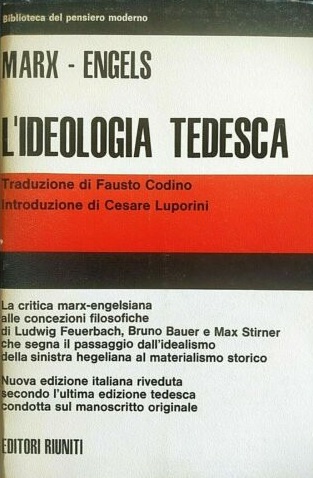 Biblioteca del pensiero moderno
MARX - ENGELS
L'IDEOLOGIA TEDESCA
Traduzione di Fausto Codino
Introduzione di Cesare Luporini
La critica marx-engelsiana
alle concezioni filosofiche
di Ludwig Feuerbach, Bruno Bauer e Max Stirner
che segna il passaggio dall'idealismo
della sinistra hegeliana al materialismo storico
Nuova edizione italiana riveduta
secondo l'ultima edizione tedesca
condotta sul manoscritto originale
EDITORI RIUNITI